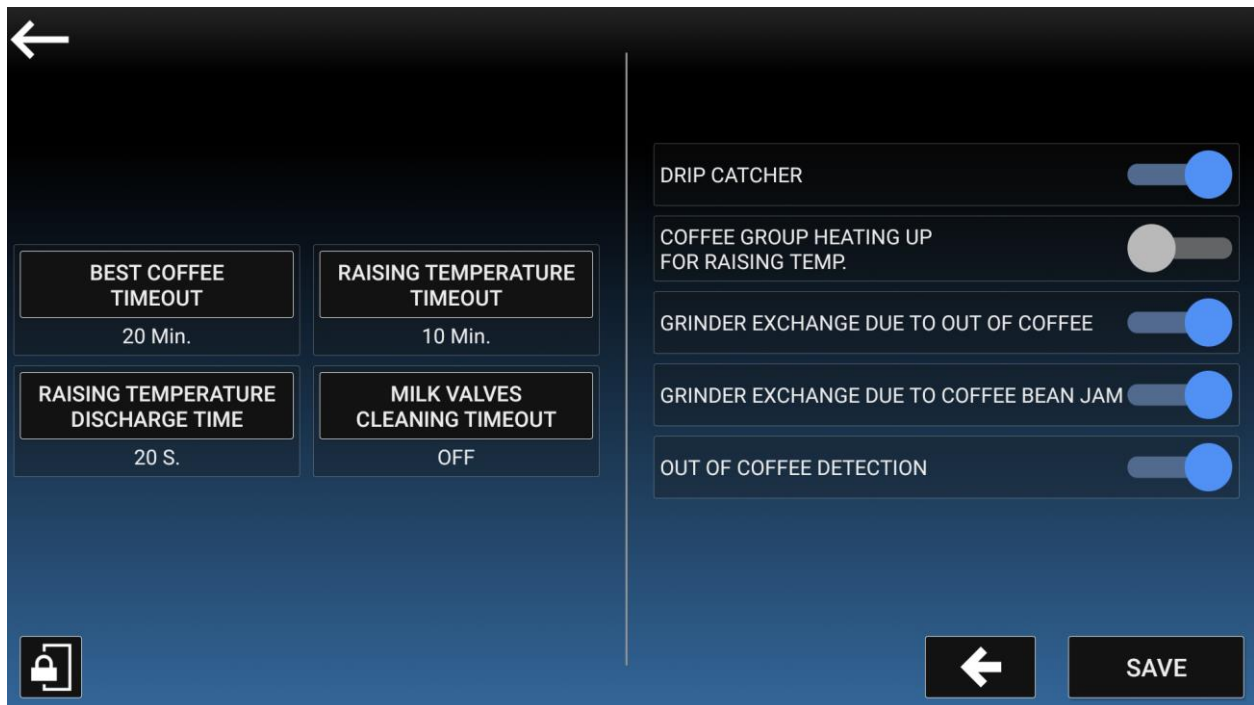 BEST COFFEE
TIMEOUT
20 Min.
RAISING TEMPERATURE
TIMEOUT
10 Min.
RAISING TEMPERATURE
DISCHARGE TIME
20 S.
MILK VALVES
CLEANING TIMEOUT
OFF
DRIP CATCHER
COFFEE GROUP HEATING UP
FOR RAISING TEMP.
GRINDER EXCHANGE DUE TO OUT OF COFFEE
GRINDER EXCHANGE DUE TO COFFEE BEAN JAM
OUT OF COFFEE DETECTION
SAVE